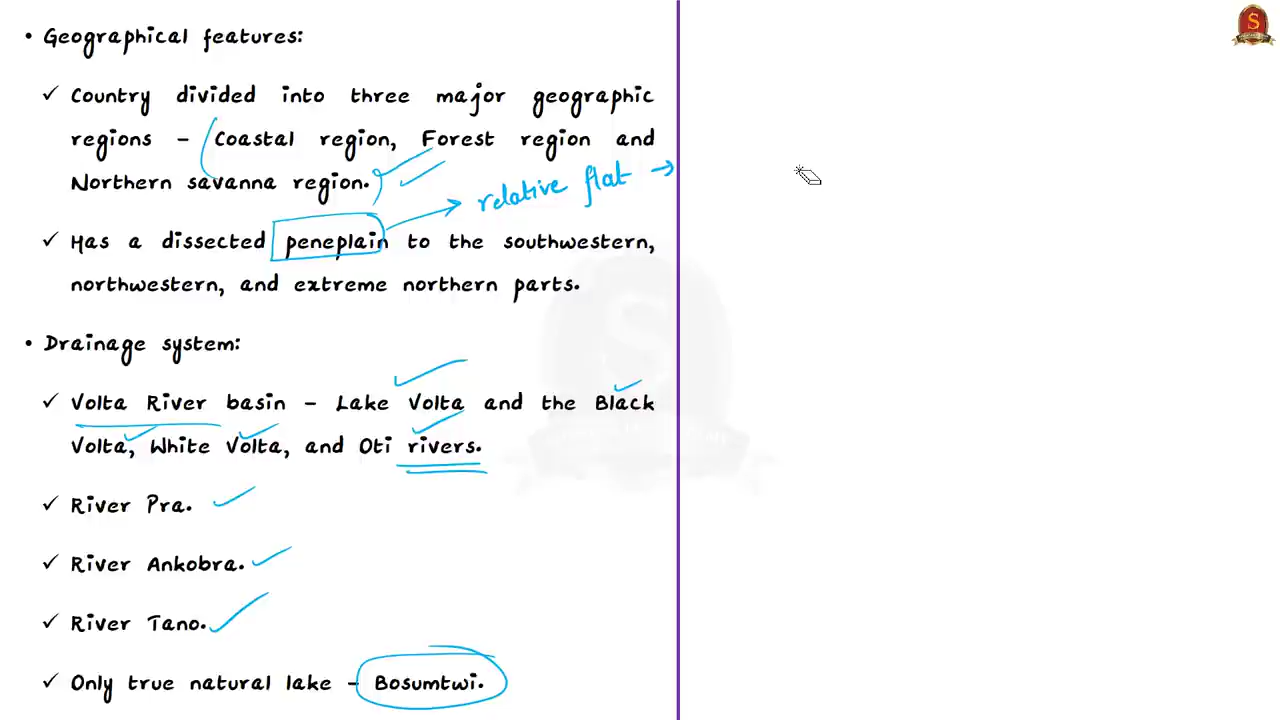 • Geographical features:
✓ Country divided into three major geographic
regions - Coastal region, Forest region and
Northern savanna region.
relative flat →
✓ Has a dissected peneplain to the southwestern,
northwestern, and extreme northern parts.
• Drainage system:
✓ Volta River basin - Lake Volta and the Black
Volta, White Volta, and Oti rivers.
✓ River Pra.
✓ River Ankobra.
✓ River Tano.
✓ Only true natural lake - Bosumtwi.
S